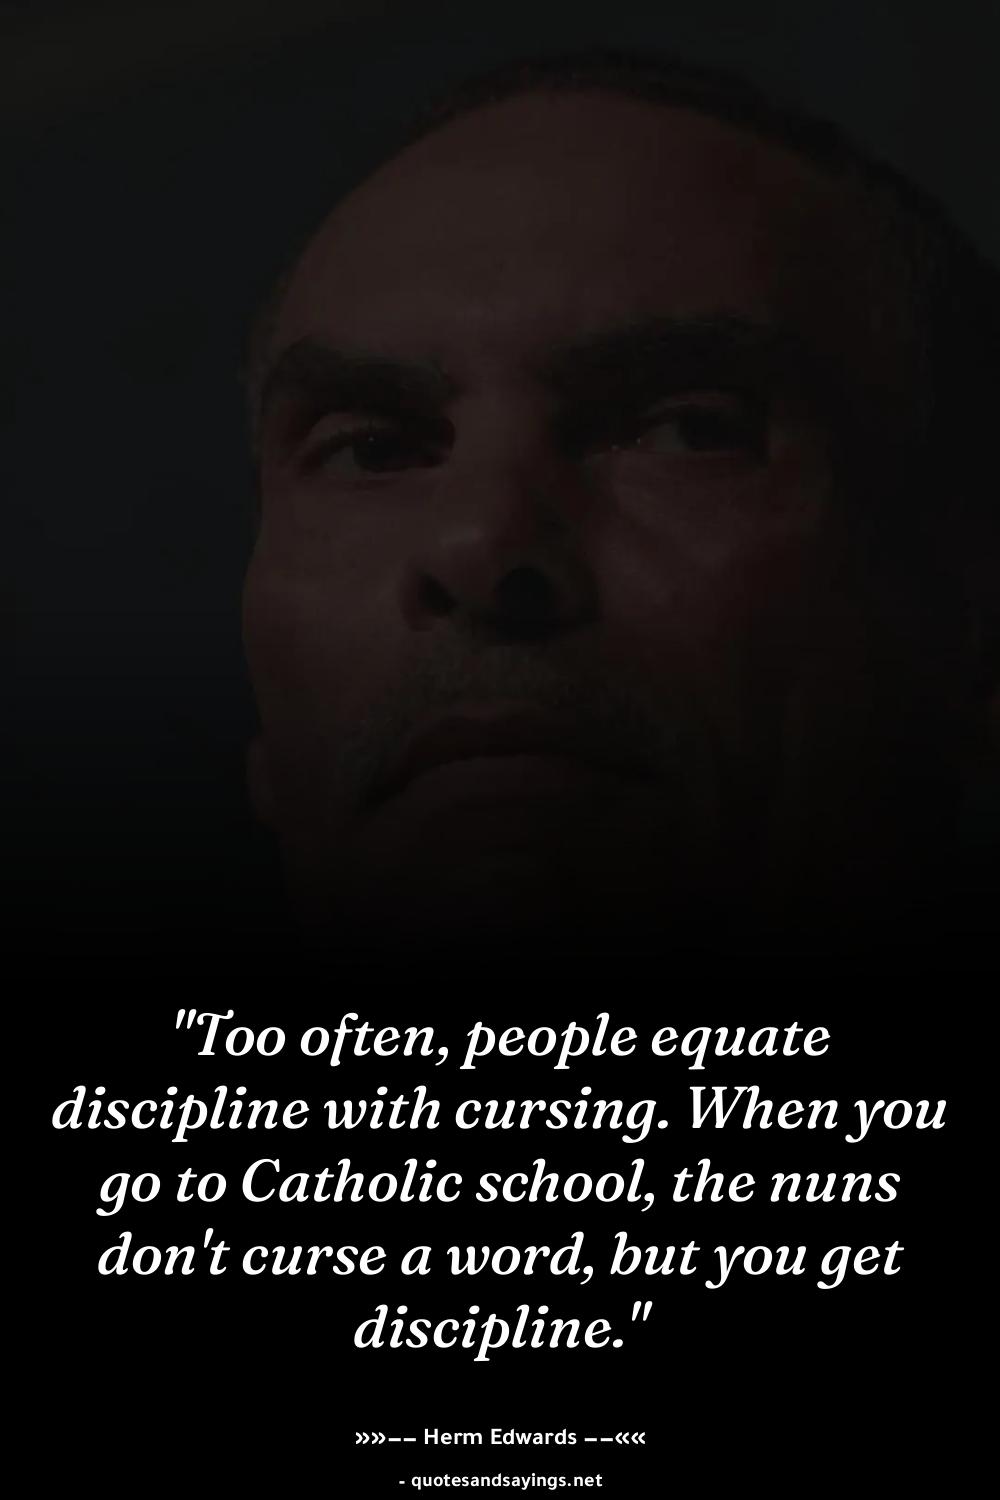 "Too often, people equate
discipline with cursing. When you
go to Catholic school, the nuns
don't curse a word, but you get
discipline."
»»−− Herm Edwards −−««
- quotesandsayings.net